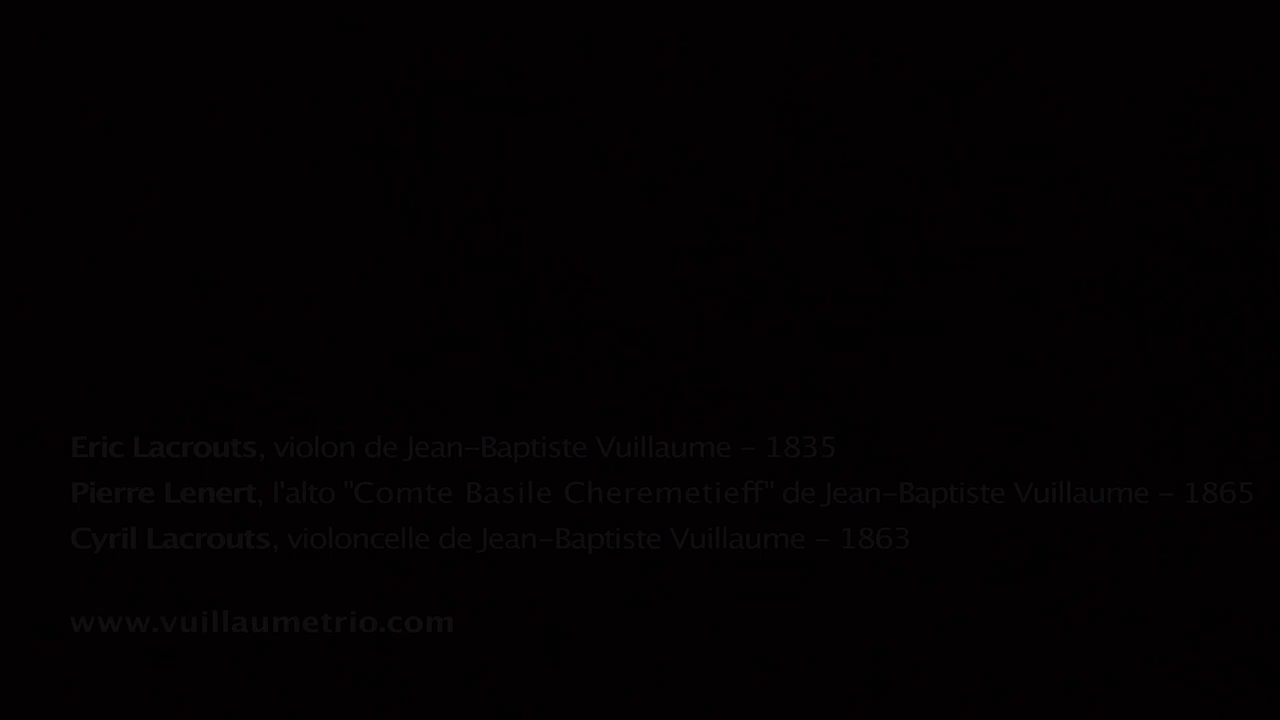 Eric Lacrouts, violon de Jean-Baptiste Vuillaume - 1835
Pierre Lenert, l'alto "Comte Basile Cheremetieff" de Jean-Baptiste Vuillaume - 1865
Cyril Lacrouts, violoncelle de Jean-Baptiste Vuillaume - 1863
www.vuillaumetrio.com